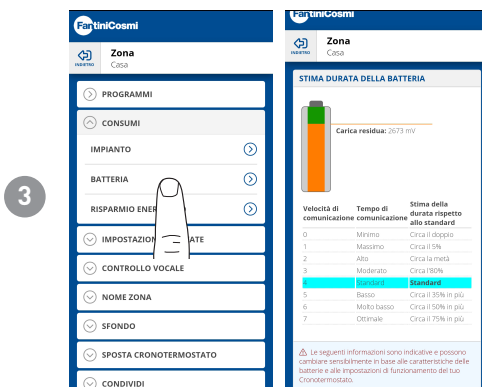 3
FantiniCosmi
INDIETRO
Zona
Casa
PROGRAMMI
CONSUMI
IMPIANTO
BATTERIA
RISPARMIO ENER
IMPOSTAZION ATE
CONTROLLO VOCALE
NOME ZONA
SFONDO
SPOSTA CRONOTERMOSTATO
CONDIVIDI
FantiniCosmi
INDIETRO
Zona
Casa
STIMA DURATA DELLA BATTERIA
Carica residua: 2673 mV
Velocità di comunicazione Tempo di comunicazione Stima della durata rispetto allo standard
0 Minimo Circa il doppio
1 Massimo Circa il 5%
2 Alto Circa la metà
3 Moderato Circa l'80%
4 Standard Standard
5 Basso Circa il 35% in più
6 Molto basso Circa il 50% in più
7 Ottimale Circa il 75% in più
Le seguenti informazioni sono indicative e possono
cambiare sensibilmente in base alle caratteristiche delle
batterie e alle impostazioni di funzionamento del tuo
Cronotermostato.